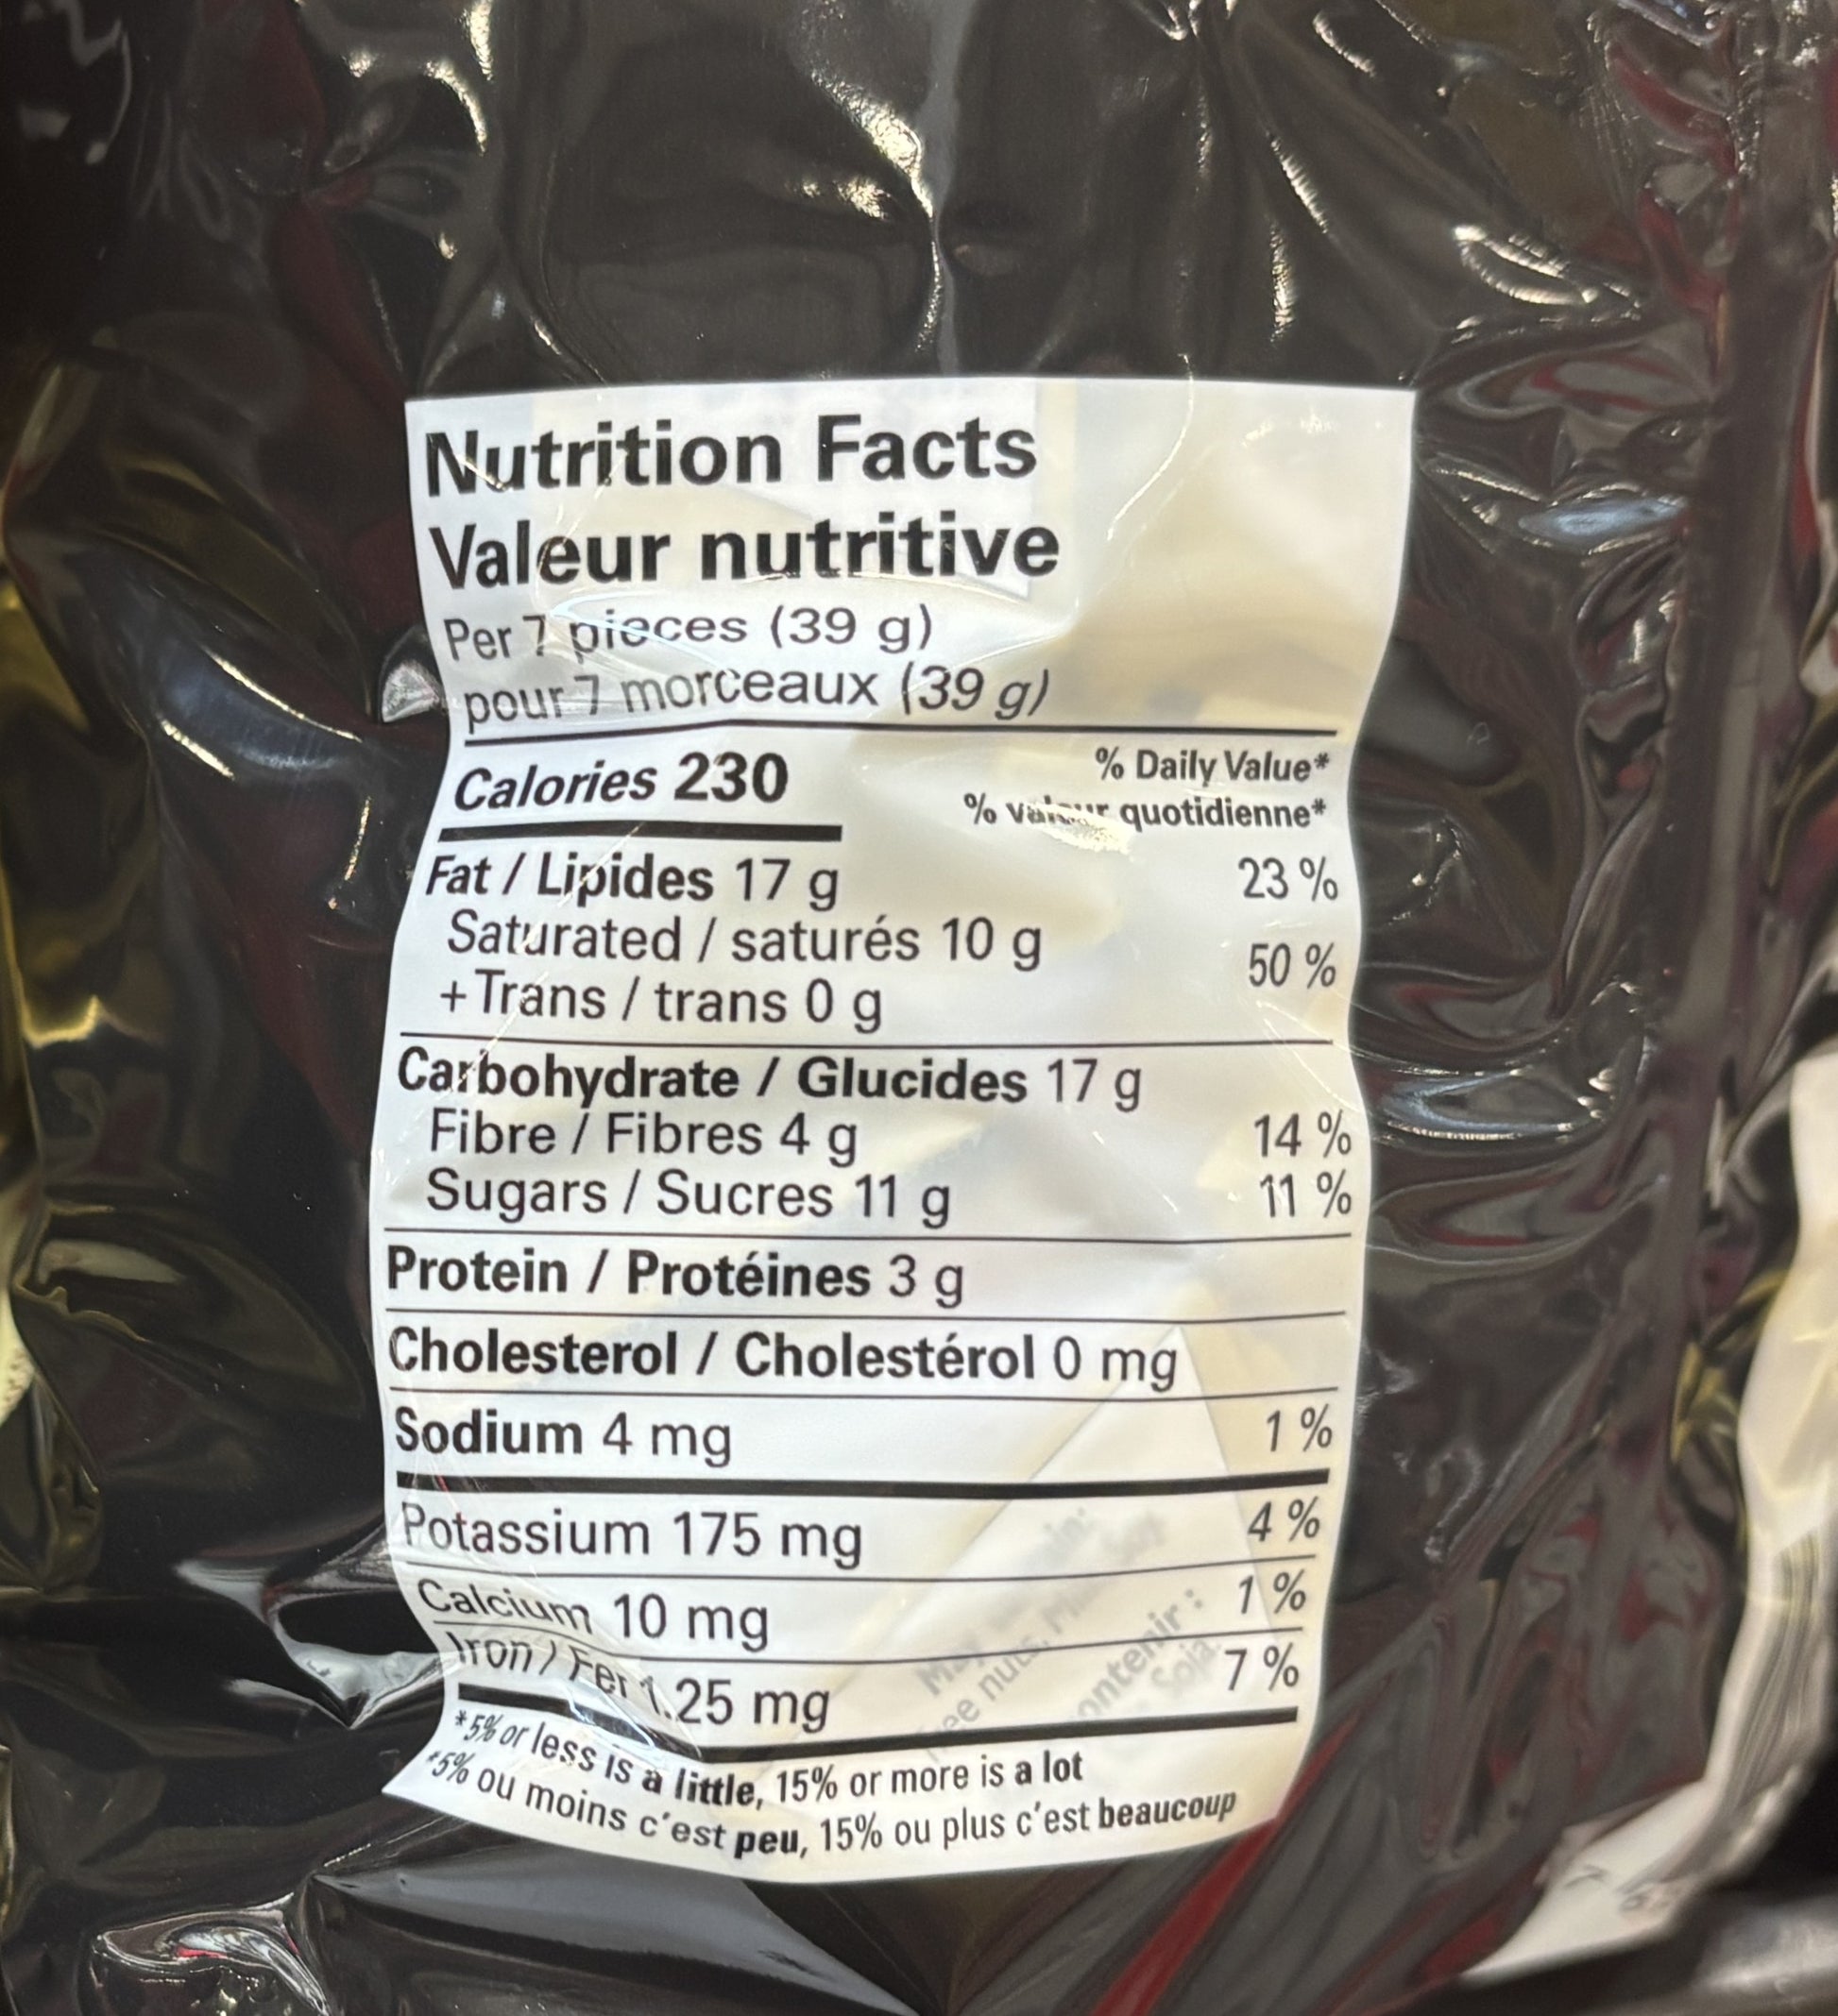 Nutrition Facts
Valeur nutritive
Per 7 pieces (39 g)
pour 7 morceaux (39 g)
Calories 230
% Daily Value*
% valeur quotidienne*
Fat / Lipides 17 g 23 %
Saturated / saturés 10 g
+ Trans / trans 0 g 50 %
Carbohydrate / Glucides 17 g
Fibre / Fibres 4 g 14 %
Sugars / Sucres 11 g 11 %
Protein / Protéines 3 g
Cholesterol / Cholestérol 0 mg
Sodium 4 mg 1 %
Potassium 175 mg 4 %
Calcium 10 mg 1 %
Iron / Fer 1.25 mg 7 %
*5% or less is a little, 15% or more is a lot
*5% ou moins c'est peu, 15% ou plus c'est beaucoup